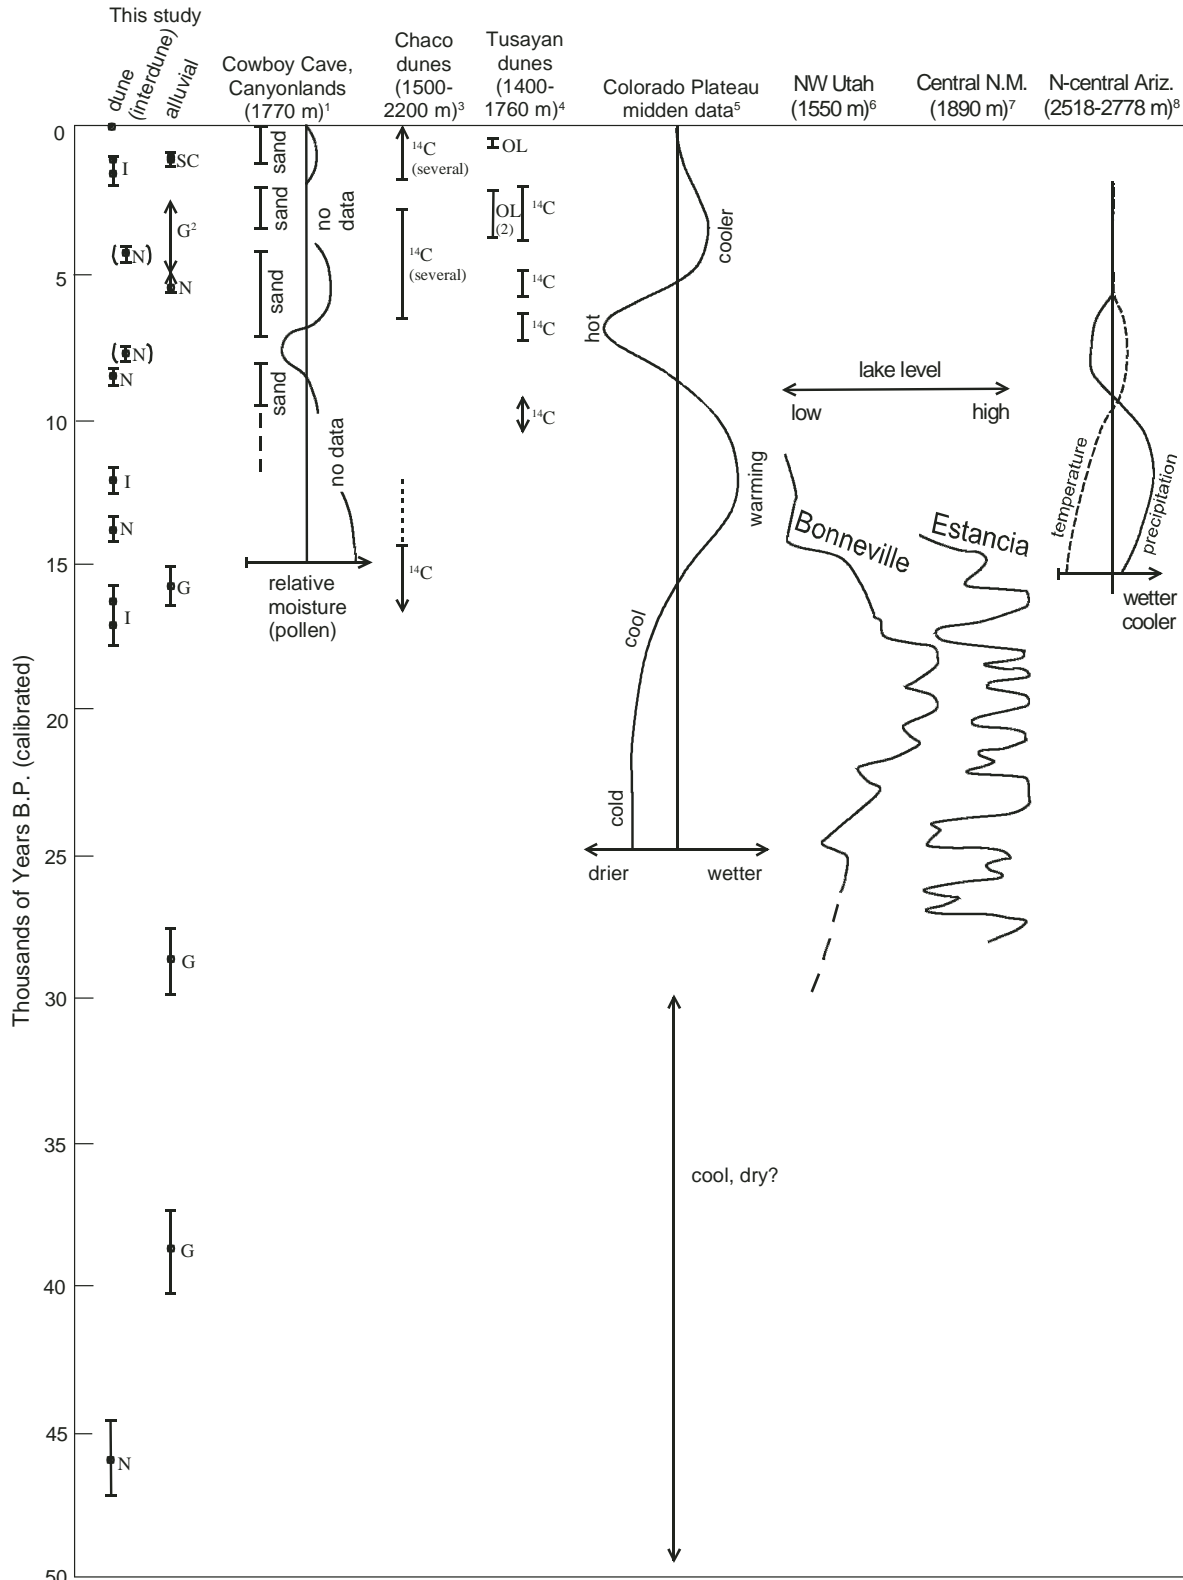 This study
dune
(interdune)
alluvial
Cowboy Cave,
Canyonlands
(1770 m)¹
Chaco
dunes
(1500-
2200 m)³
Tusayan
dunes
(1400-
1760 m)⁴
Colorado Plateau
midden data⁵
NW Utah
(1550 m)⁶
Central N.M.
(1890 m)⁷
N-central Ariz.
(2518-2778 m)⁸
Thousands of Years B.P. (calibrated)
0
5
10
15
20
25
30
35
40
45
50
I
(N)
(N)
N
I
N
I
N
SC
G²
N
G
G
G
sand
sand
sand
sand
no
data
no data
relative
moisture
(pollen)
¹⁴C
(several)
¹⁴C
(several)
¹⁴C
OL
OL
(2)
¹⁴C
¹⁴C
¹⁴C
¹⁴C
cooler
hot
warming
cool
cold
drier
wetter
cool, dry?
lake level
low
high
Bonneville
Estancia
temperature
precipitation
wetter
cooler